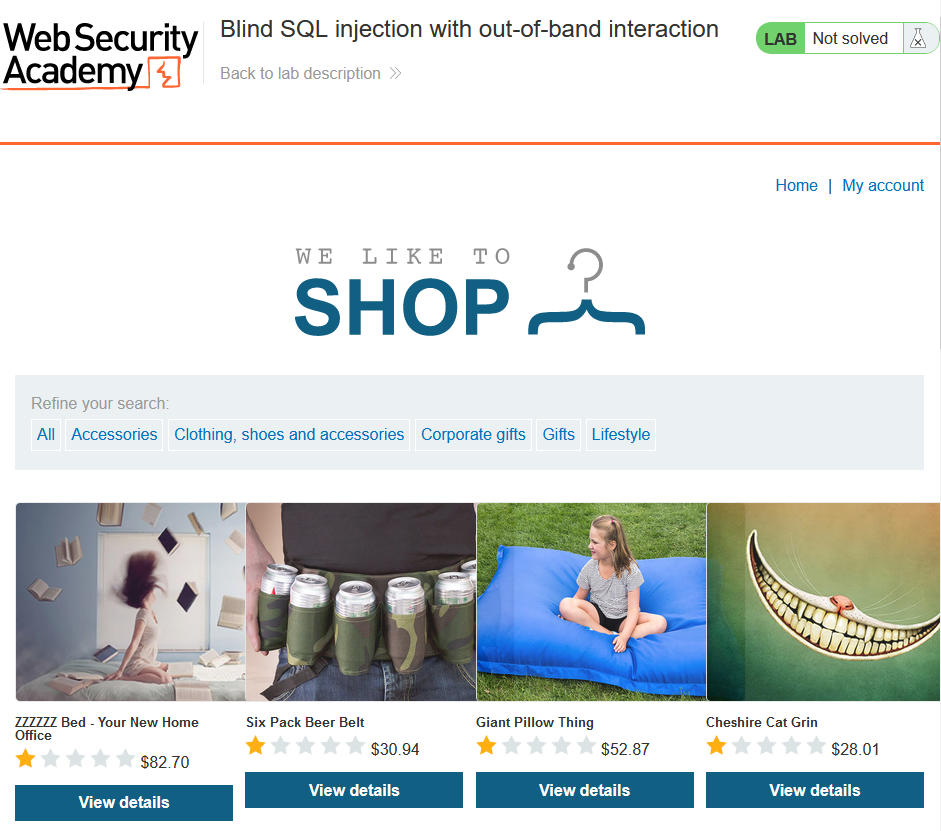 Web Security
Academy
Blind SQL injection with out-of-band interaction
Back to lab description
LAB
Not solved
Home | My account
WE LIKE TO
SHOP
Refine your search:
All
Accessories
Clothing, shoes and accessories
Corporate gifts
Gifts
Lifestyle
ZZZZZZ Bed - Your New Home
Office
$82.70
View details
Six Pack Beer Belt
$30.94
View details
Giant Pillow Thing
$52.87
View details
Cheshire Cat Grin
$28.01
View details